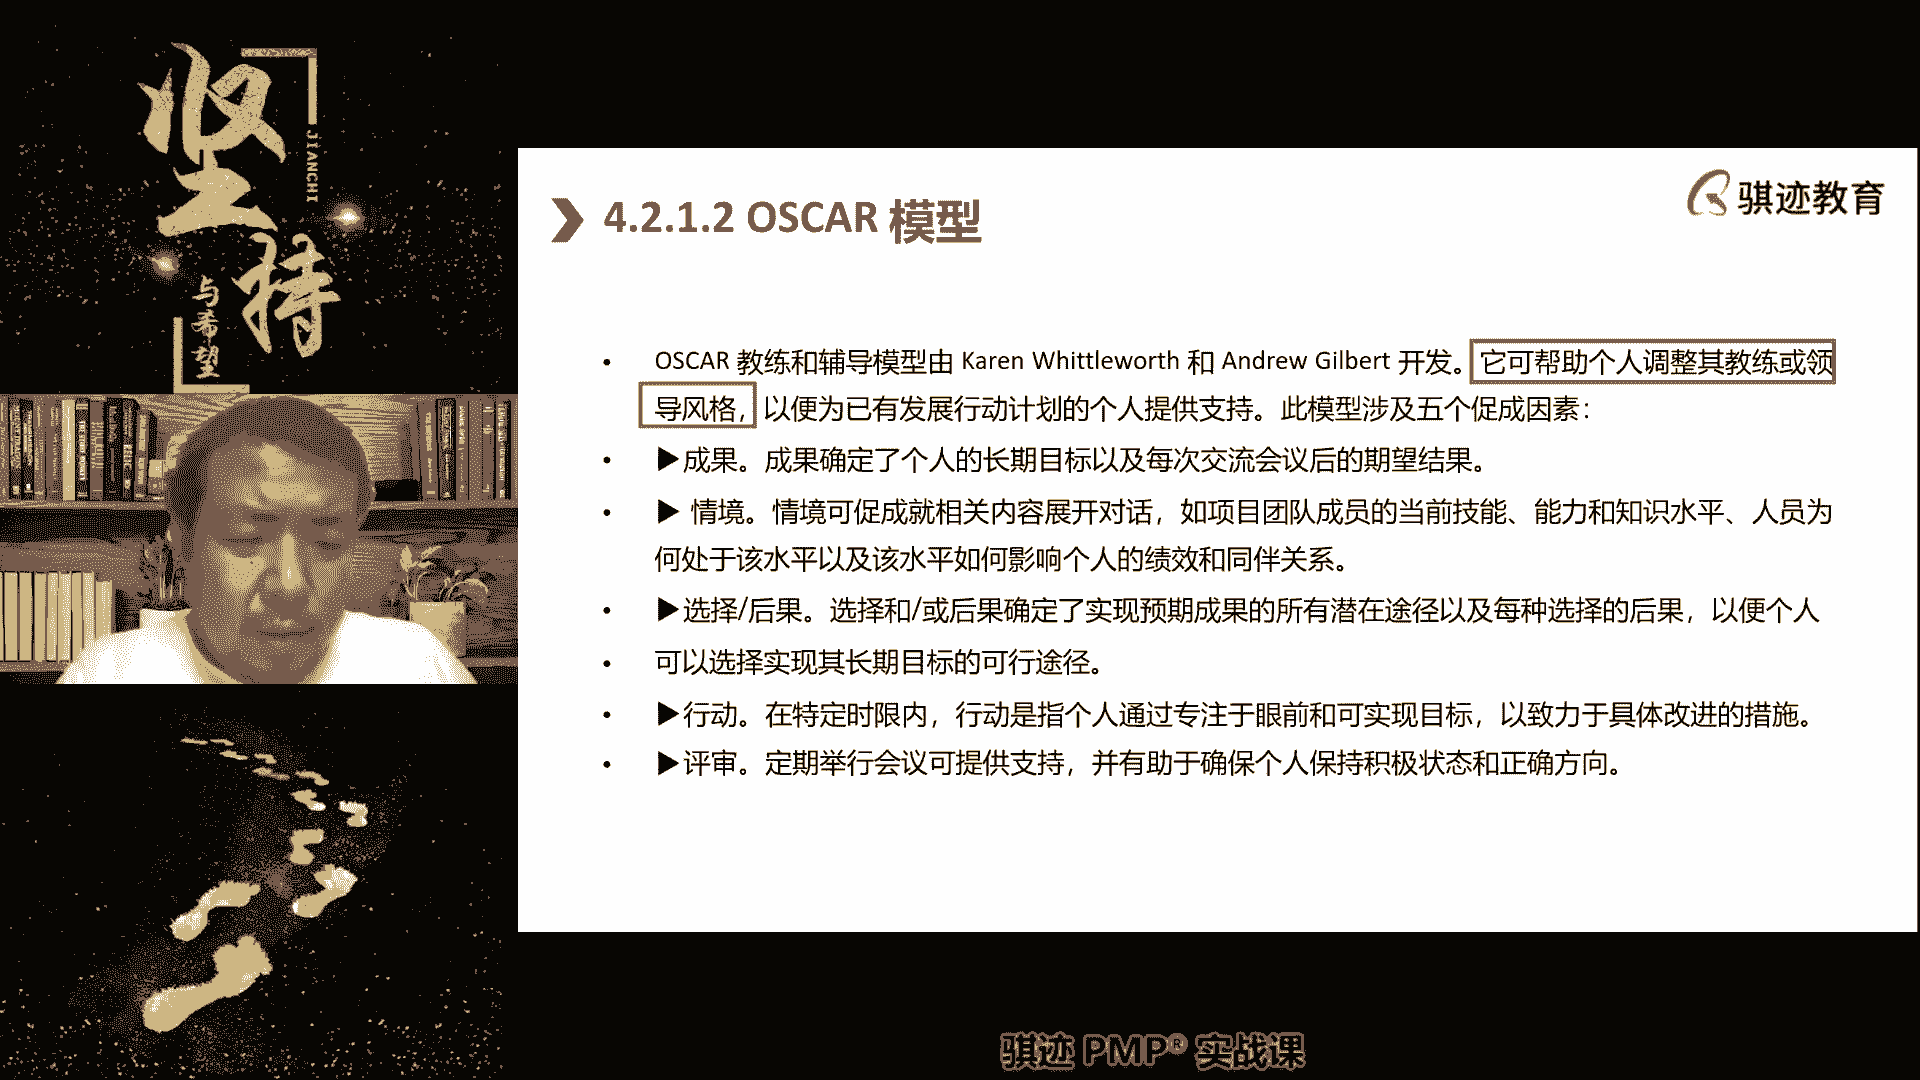 坚持
JIANCHI
与希望
骐迹教育
4.2.1.2 OSCAR 模型
• OSCAR 教练和辅导模型由 Karen Whittleworth 和 Andrew Gilbert 开发。它可帮助个人调整其教练或领
导风格，以便为已有发展行动计划的个人提供支持。此模型涉及五个促成因素：
• ▶成果。成果确定了个人的长期目标以及每次交流会议后的期望结果。
• ▶ 情境。情境可促成就相关内容展开对话，如项目团队成员的当前技能、能力和知识水平、人员为
何处于该水平以及该水平如何影响个人的绩效和同伴关系。
• ▶选择/后果。选择和/或后果确定了实现预期成果的所有潜在途径以及每种选择的后果，以便个人
• 可以选择实现其长期目标的可行途径。
• ▶行动。在特定时限内，行动是指个人通过专注于眼前和可实现目标，以致力于具体改进的措施。
• ▶评审。定期举行会议可提供支持，并有助于确保个人保持积极状态和正确方向。
骐迹 PMP® 实战课